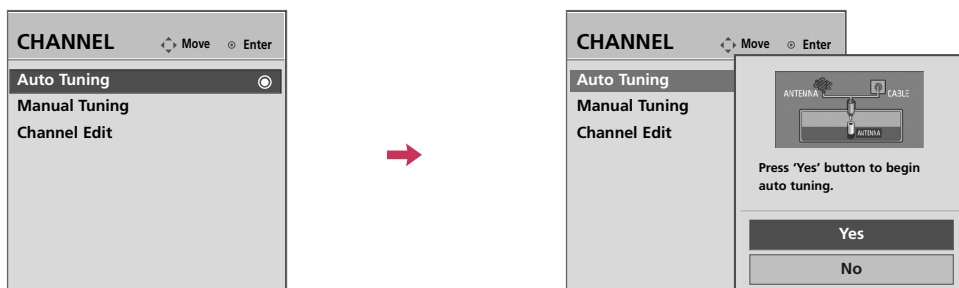 CHANNEL Move Enter
Auto Tuning
Manual Tuning
Channel Edit
CHANNEL Move Enter
Auto Tuning
Manual Tuning
Channel Edit
ANTENNA CABLE
ANTENNA
Press ‘Yes’ button to begin
auto tuning.
Yes
No